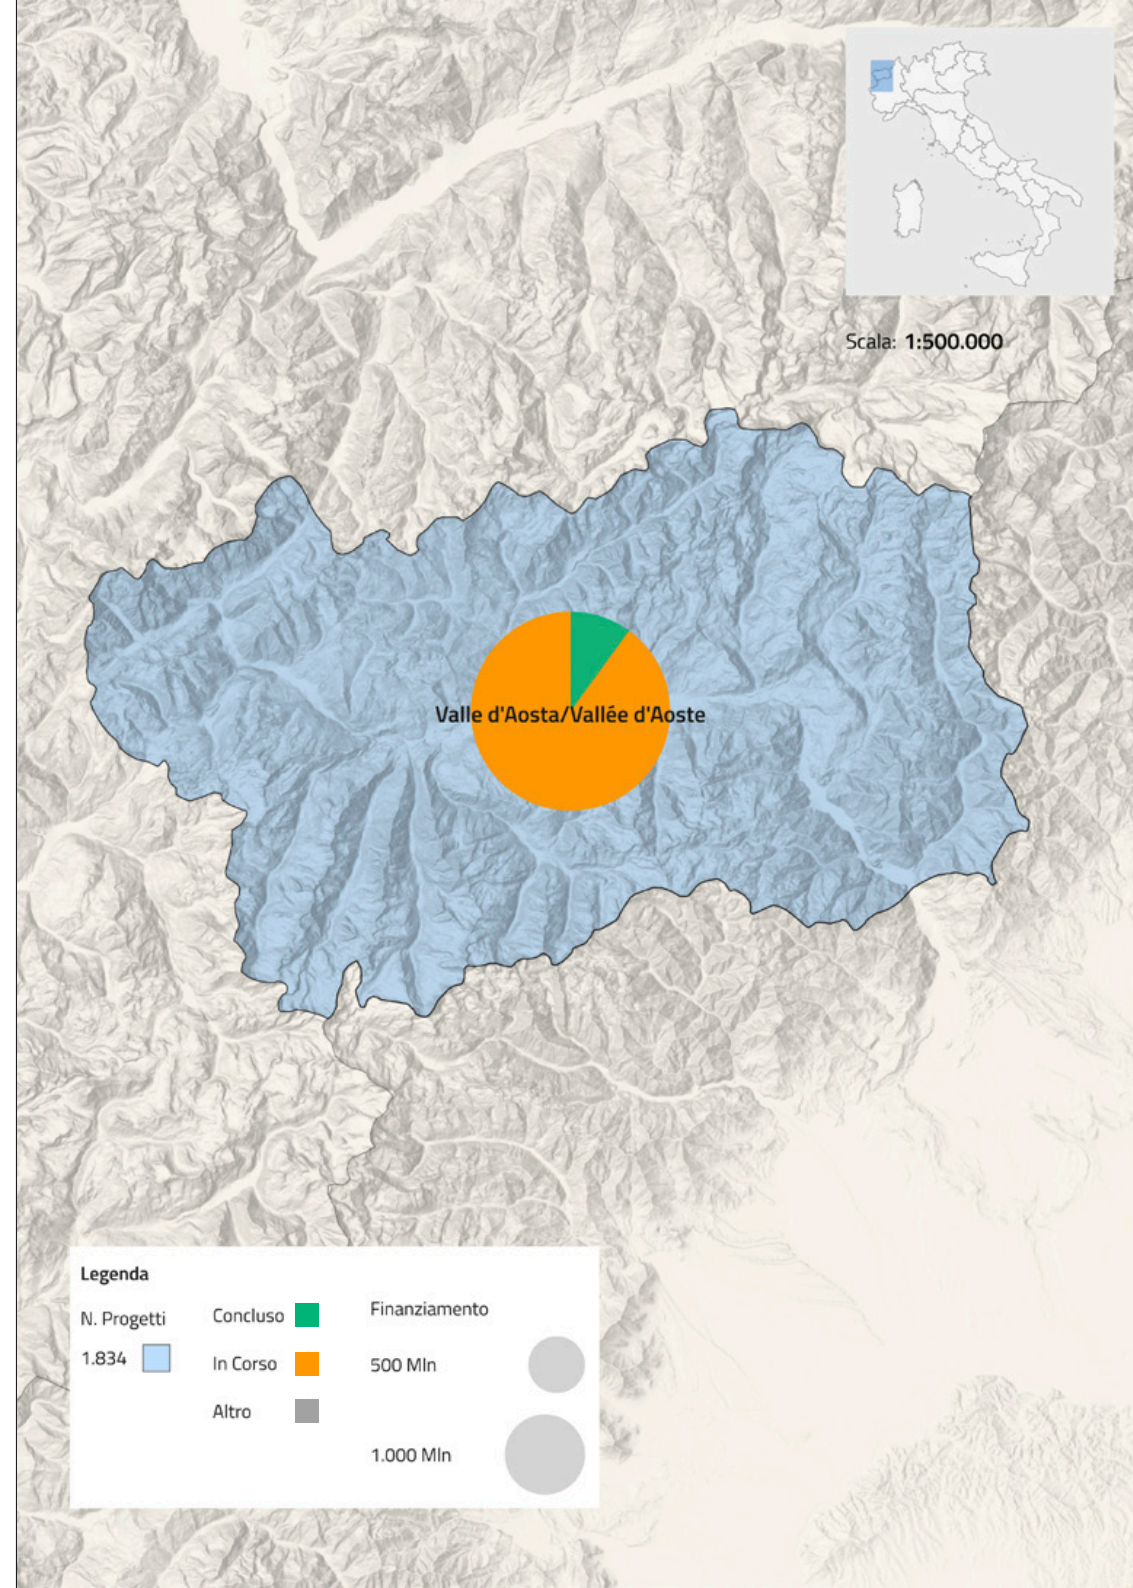 Scala: 1:500.000
Valle d'Aosta/Vallée d'Aoste
Legenda
N. Progetti
1.834
Concluso
In Corso
Altro
Finanziamento
500 Mln
1.000 Mln